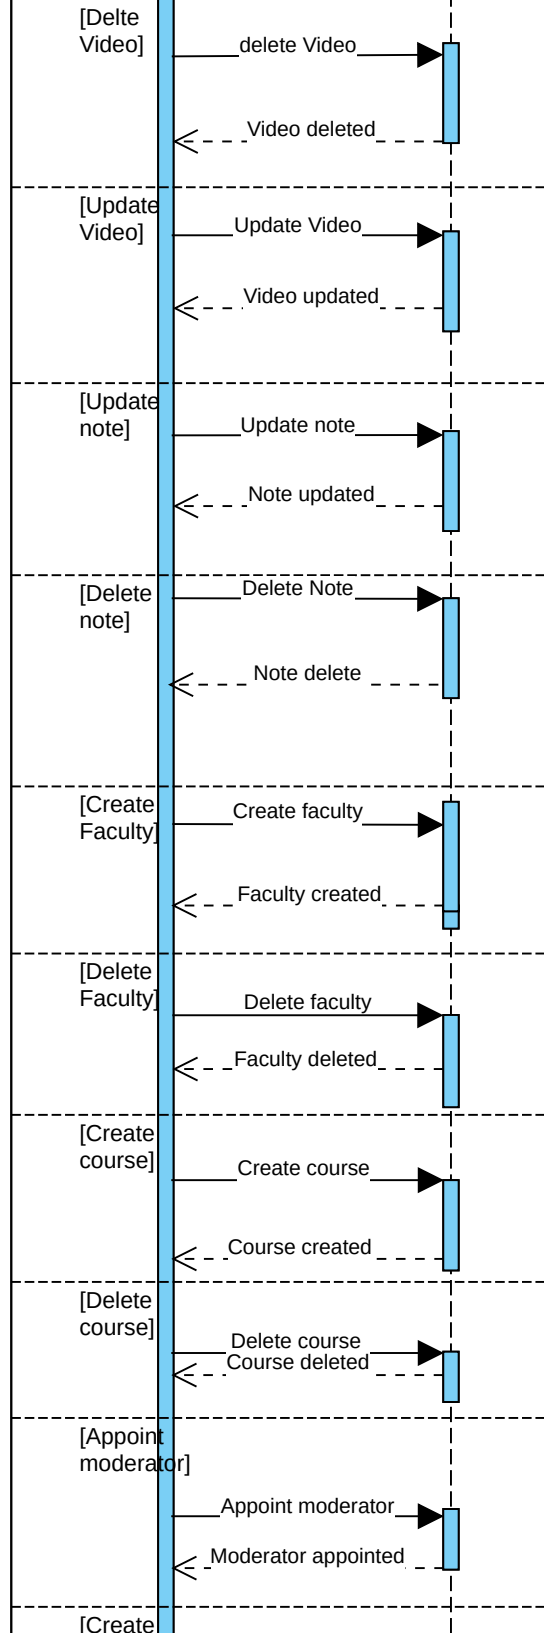 [Delte
Video]
delete Video
Video deleted
[Update
Video]
Update Video
Video updated
[Update
note]
Update note
Note updated
[Delete
note]
Delete Note
Note delete
[Create
Faculty]
Create faculty
Faculty created
[Delete
Faculty]
Delete faculty
Faculty deleted
[Create
course]
Create course
Course created
[Delete
course]
Delete course
Course deleted
[Appoint
moderator]
Appoint moderator
Moderator appointed
[Create